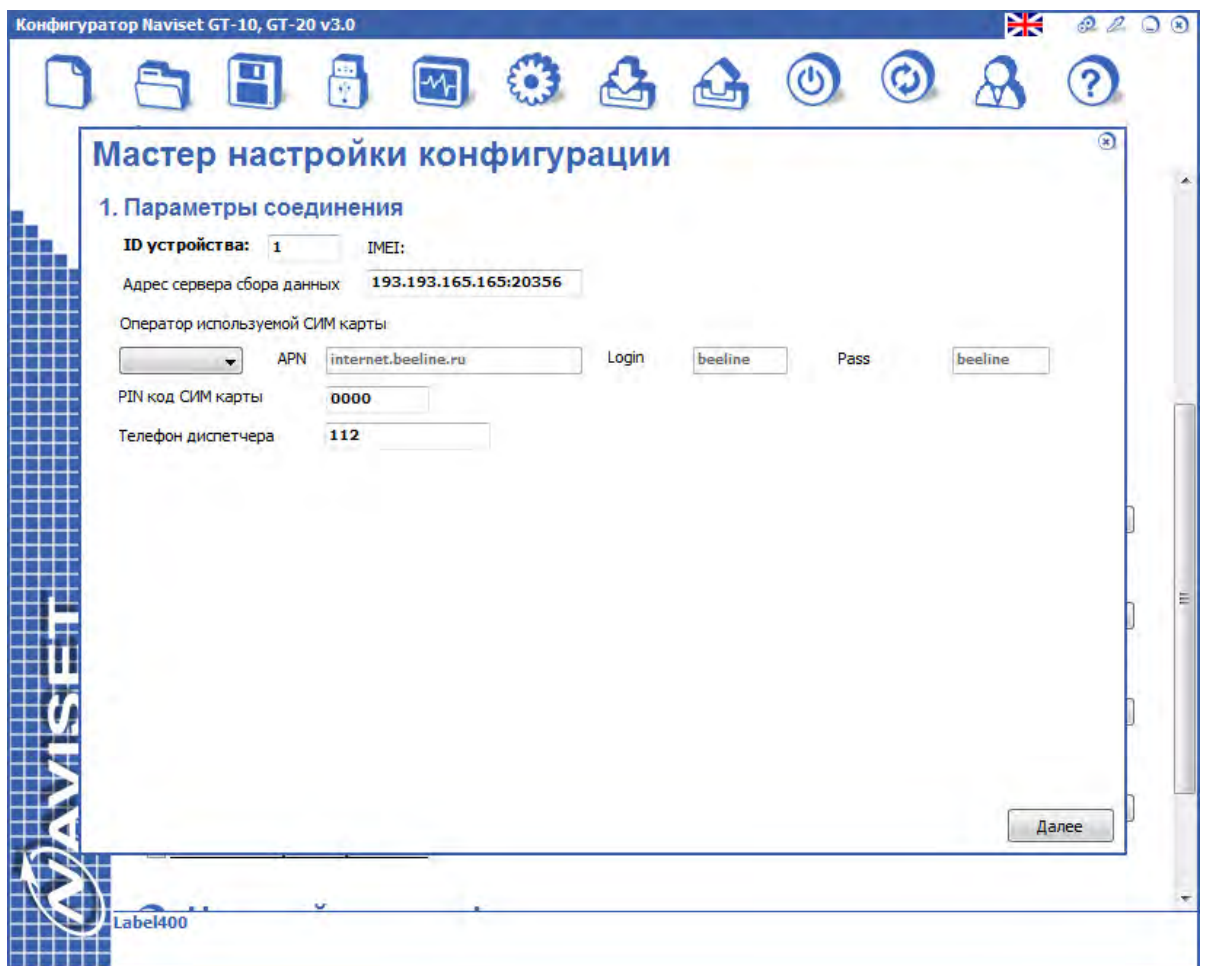 Конфигуратор Naviset GT-10, GT-20 v3.0
Мастер настройки конфигурации
1. Параметры соединения
ID устройства: 1 IMEI:
Адрес сервера сбора данных 193.193.165.165:20356
Оператор используемой СИМ карты
APN internet.beeline.ru Login beeline Pass beeline
PIN код СИМ карты 0000
Телефон диспетчера 112
Далее
NAVISET
Label400